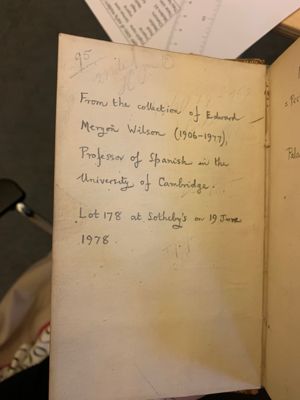 95
From the collection of Edward
Meryon Wilson (1906-1977),
Professor of Spanish in the
University of Cambridge.
Lot 178 at Sotheby's on 19 June
1978.